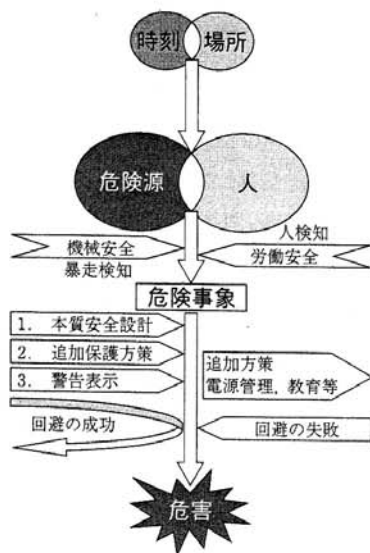 時刻
場所
危険源
人
人検知
機械安全
労働安全
暴走検知
危険事象
1. 本質安全設計
2. 追加保護方策
3. 警告表示
追加方策
電源管理，教育等
回避の成功
回避の失敗
危害